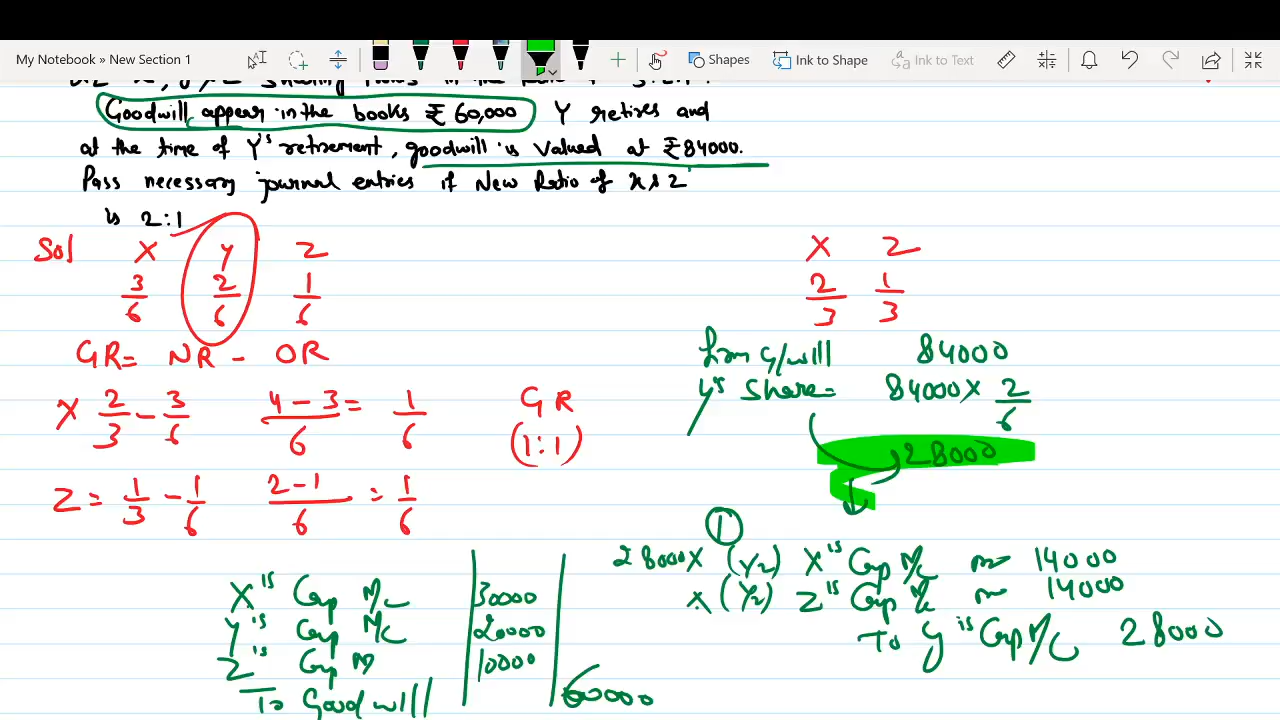 My Notebook » New Section 1
Shapes
Ink to Shape
Ink to Text
Goodwill appear in the books ₹ 60,000 Y retires and
at the time of Y's retirement, goodwill is valued at ₹ 84000.
Pass necessary journal entries if New Ratio of X & Z
is 2:1
Sol X Y Z
3/6 2/6 1/6
X Z
2/3 1/3
GR = NR - OR
X 2/3 - 3/6 4-3/6 = 1/6
GR
(1:1)
Z = 1/3 - 1/6 2-1/6 = 1/6
firm G/will 84000
Y's Share = 84000 X 2/6
28000
1
28000 X (1/2) X's Cap A/c 14000
X (1/2) Z's Cap A/c 14000
To Y's Cap A/c 28000
X's Cap A/c 30000
Y's Cap A/c 20000
Z's Cap A/c 10000
To Goodwill 60000